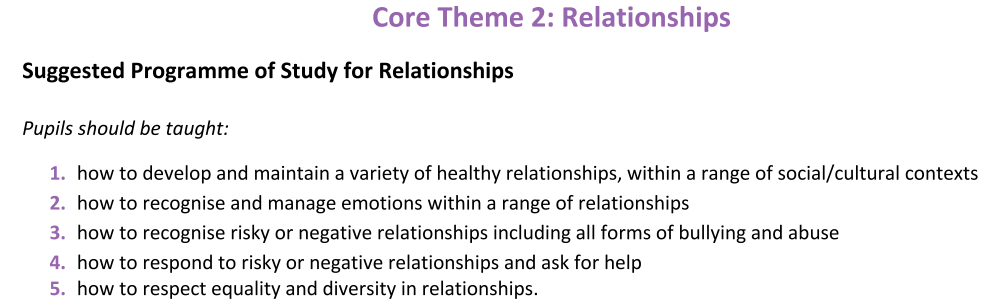 Core Theme 2: Relationships
Suggested Programme of Study for Relationships
Pupils should be taught:
1. how to develop and maintain a variety of healthy relationships, within a range of social/cultural contexts
2. how to recognise and manage emotions within a range of relationships
3. how to recognise risky or negative relationships including all forms of bullying and abuse
4. how to respond to risky or negative relationships and ask for help
5. how to respect equality and diversity in relationships.